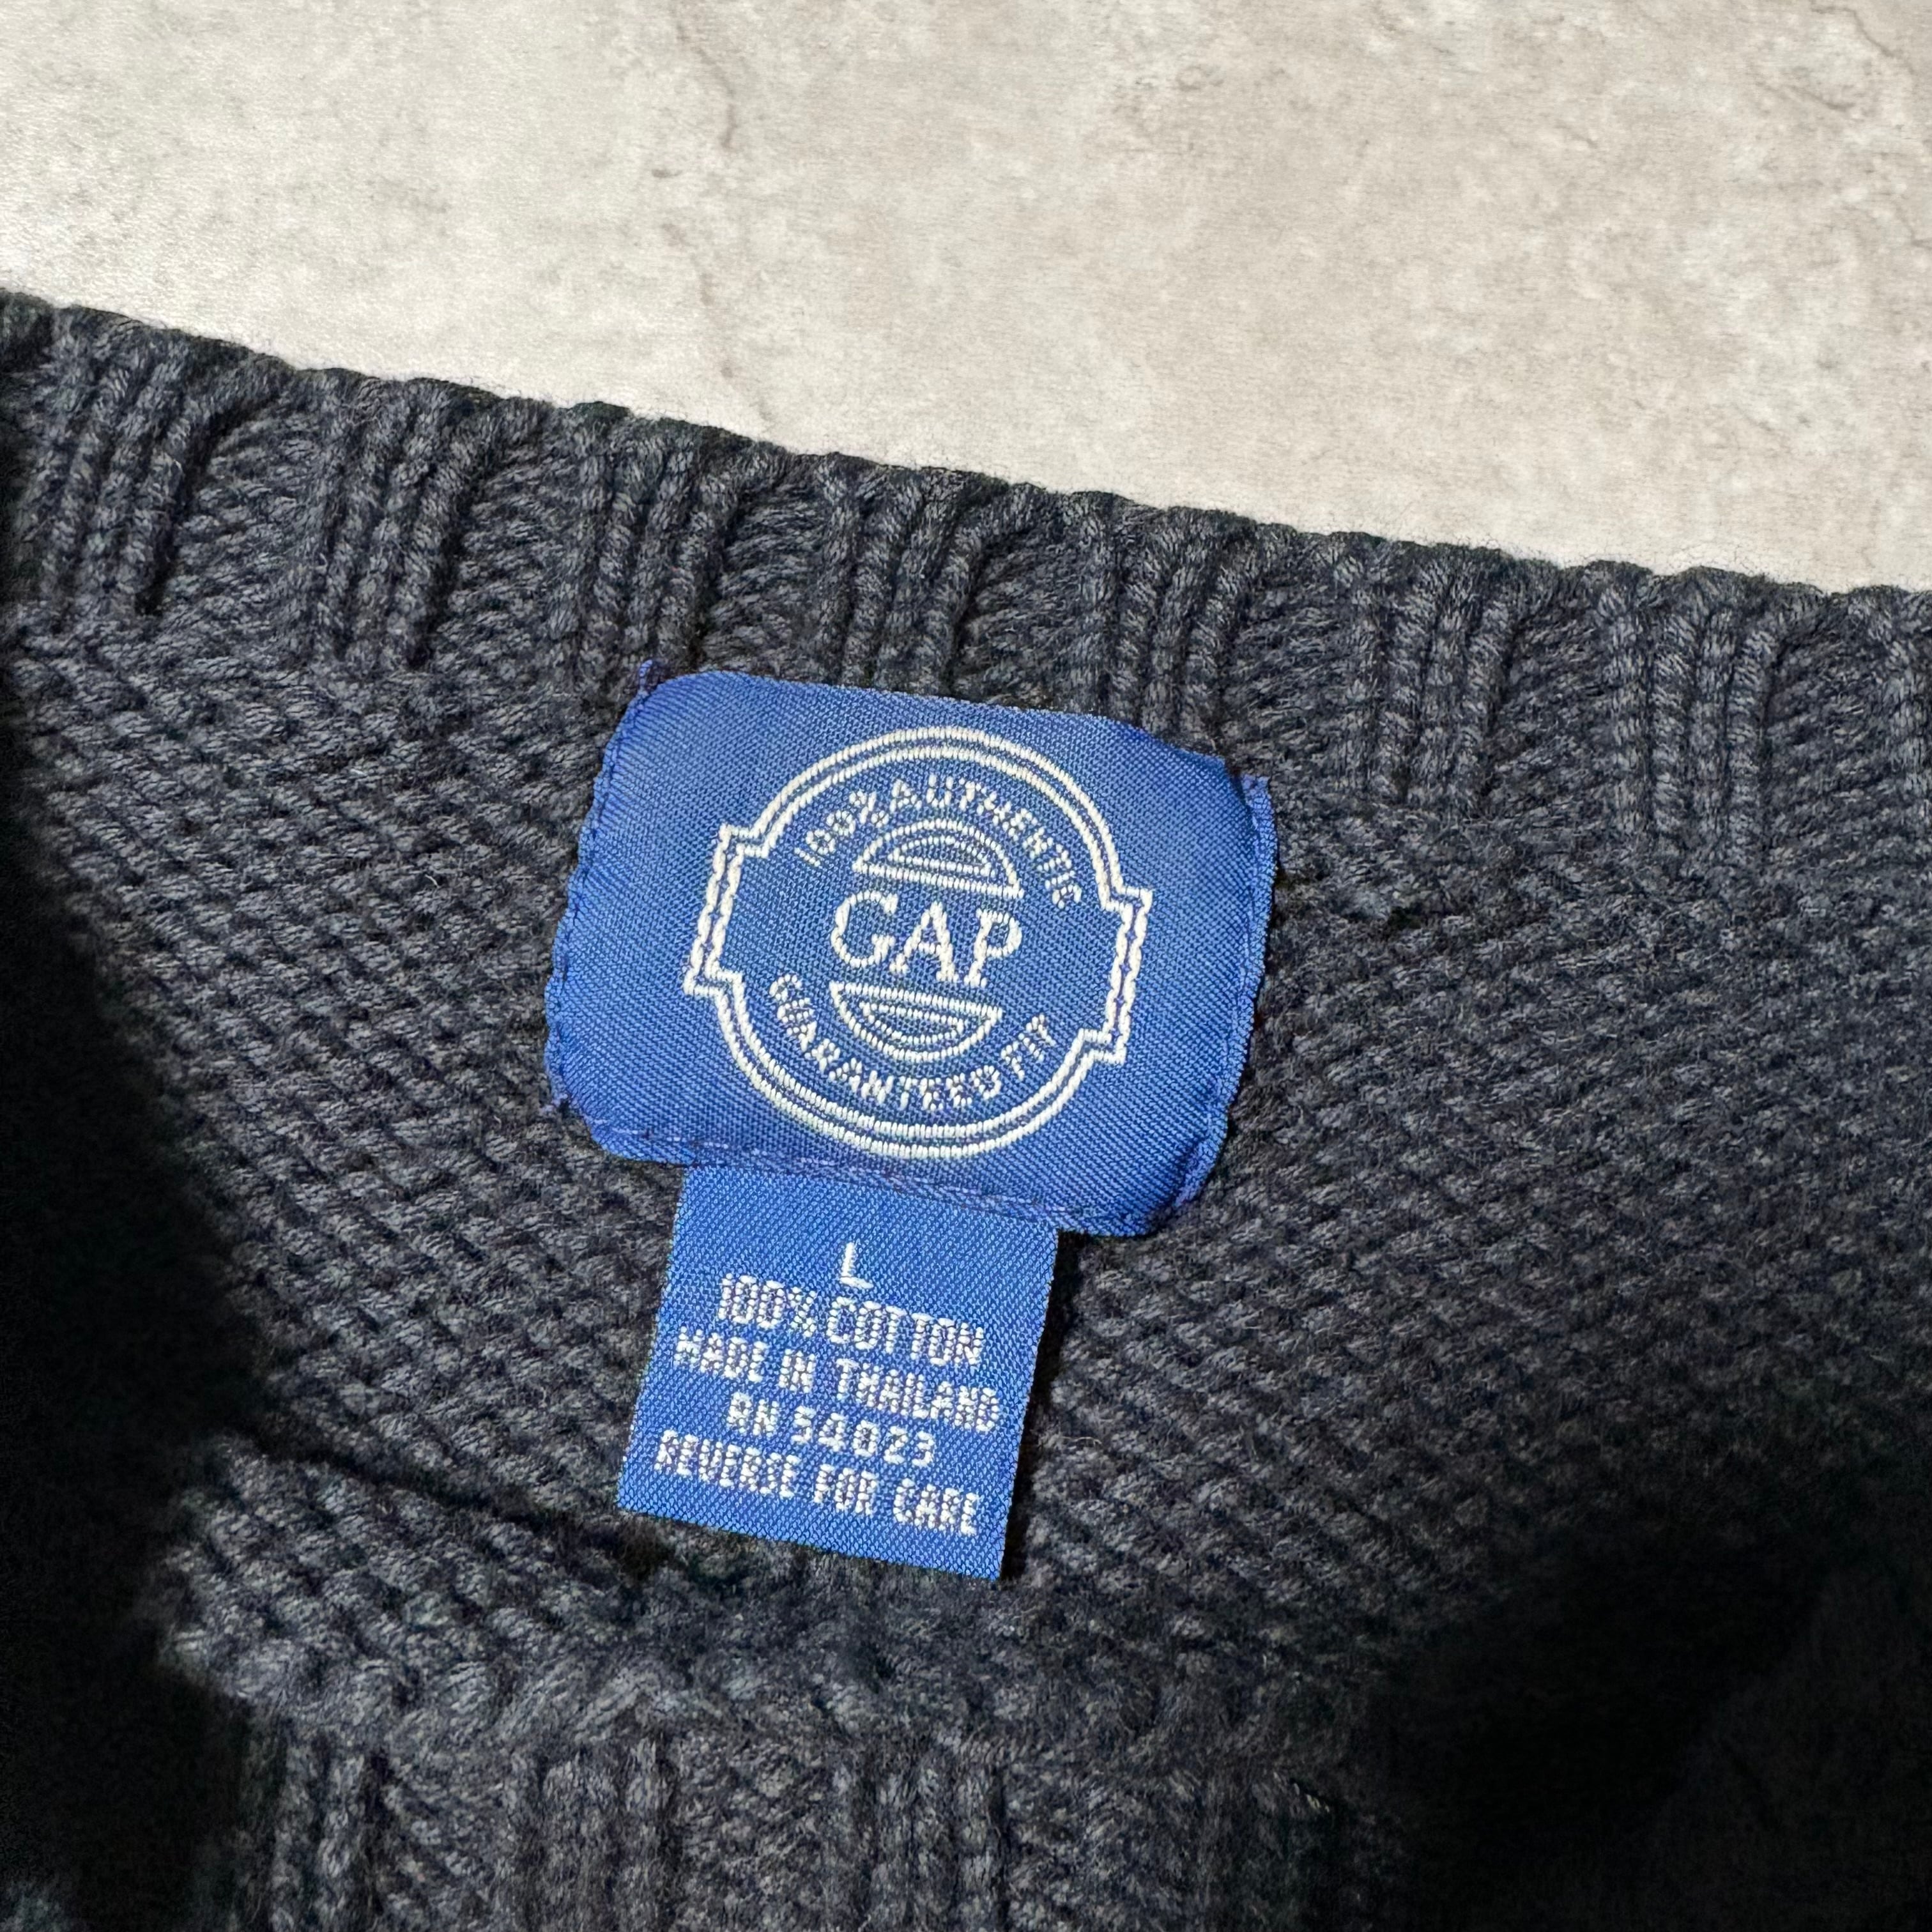 100% AUTHENTIC
GAP
GUARANTEED FIT
L
100% COTTON
MADE IN THAILAND
RN 54023
REVERSE FOR CARE